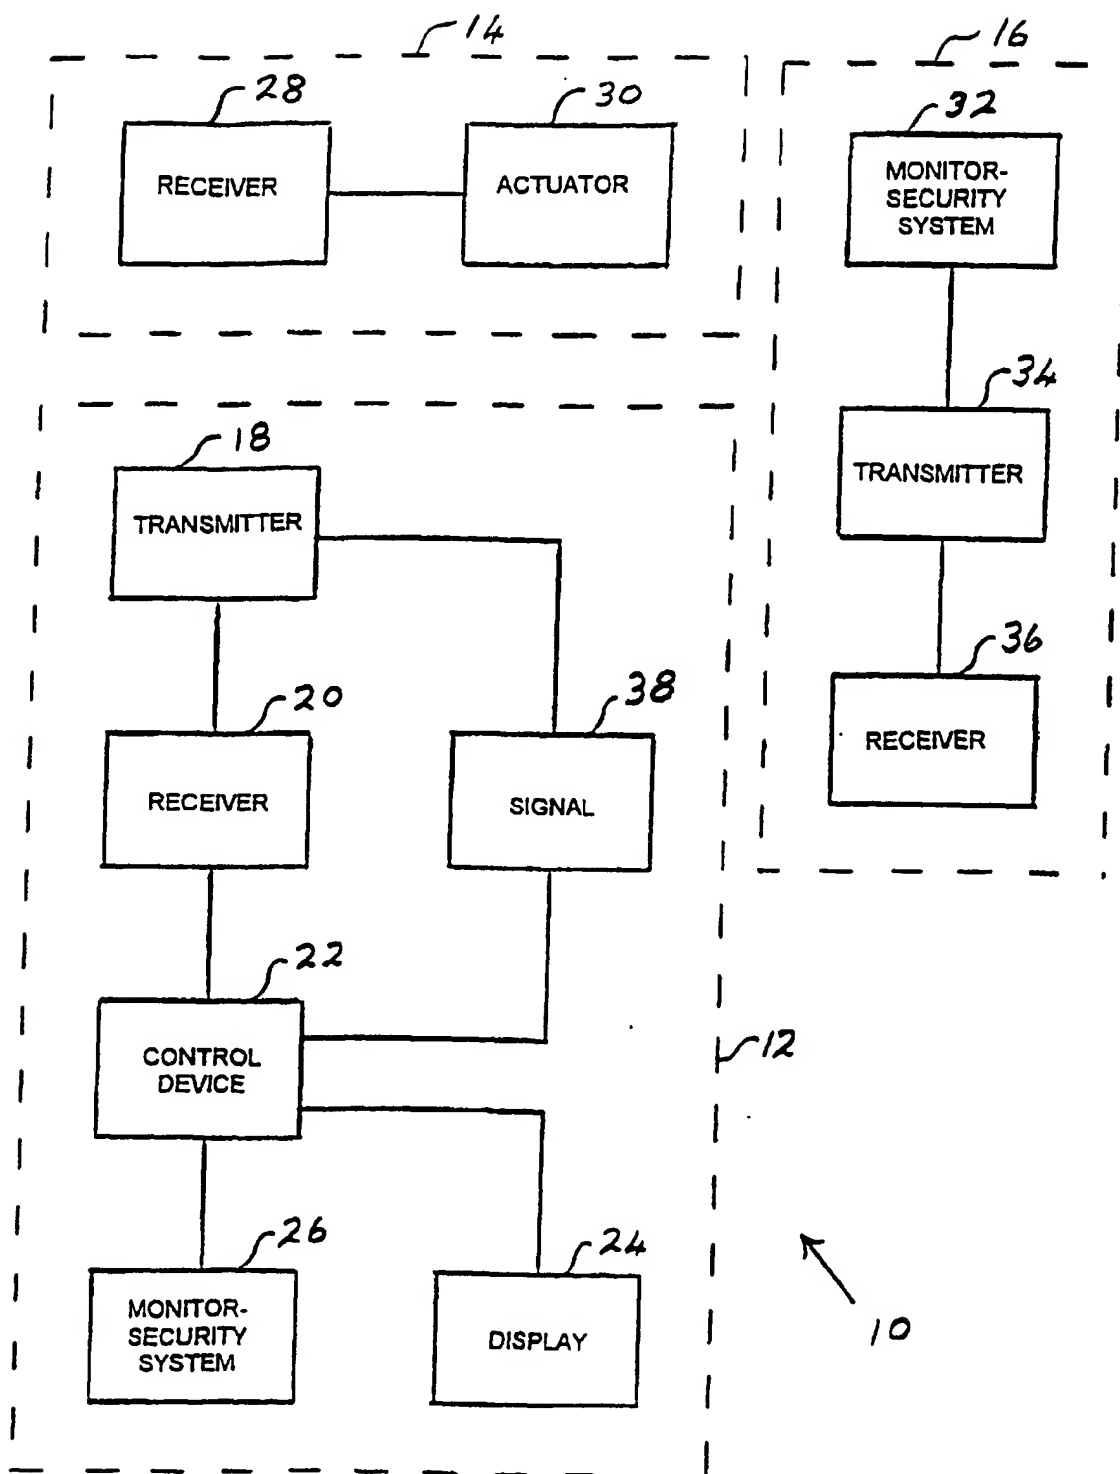 14
16
28
30
32
RECEIVER
ACTUATOR
MONITOR-
SECURITY
SYSTEM
34
TRANSMITTER
18
TRANSMITTER
36
RECEIVER
20
38
RECEIVER
SIGNAL
22
CONTROL
DEVICE
12
26
24
MONITOR-
SECURITY
SYSTEM
DISPLAY
10